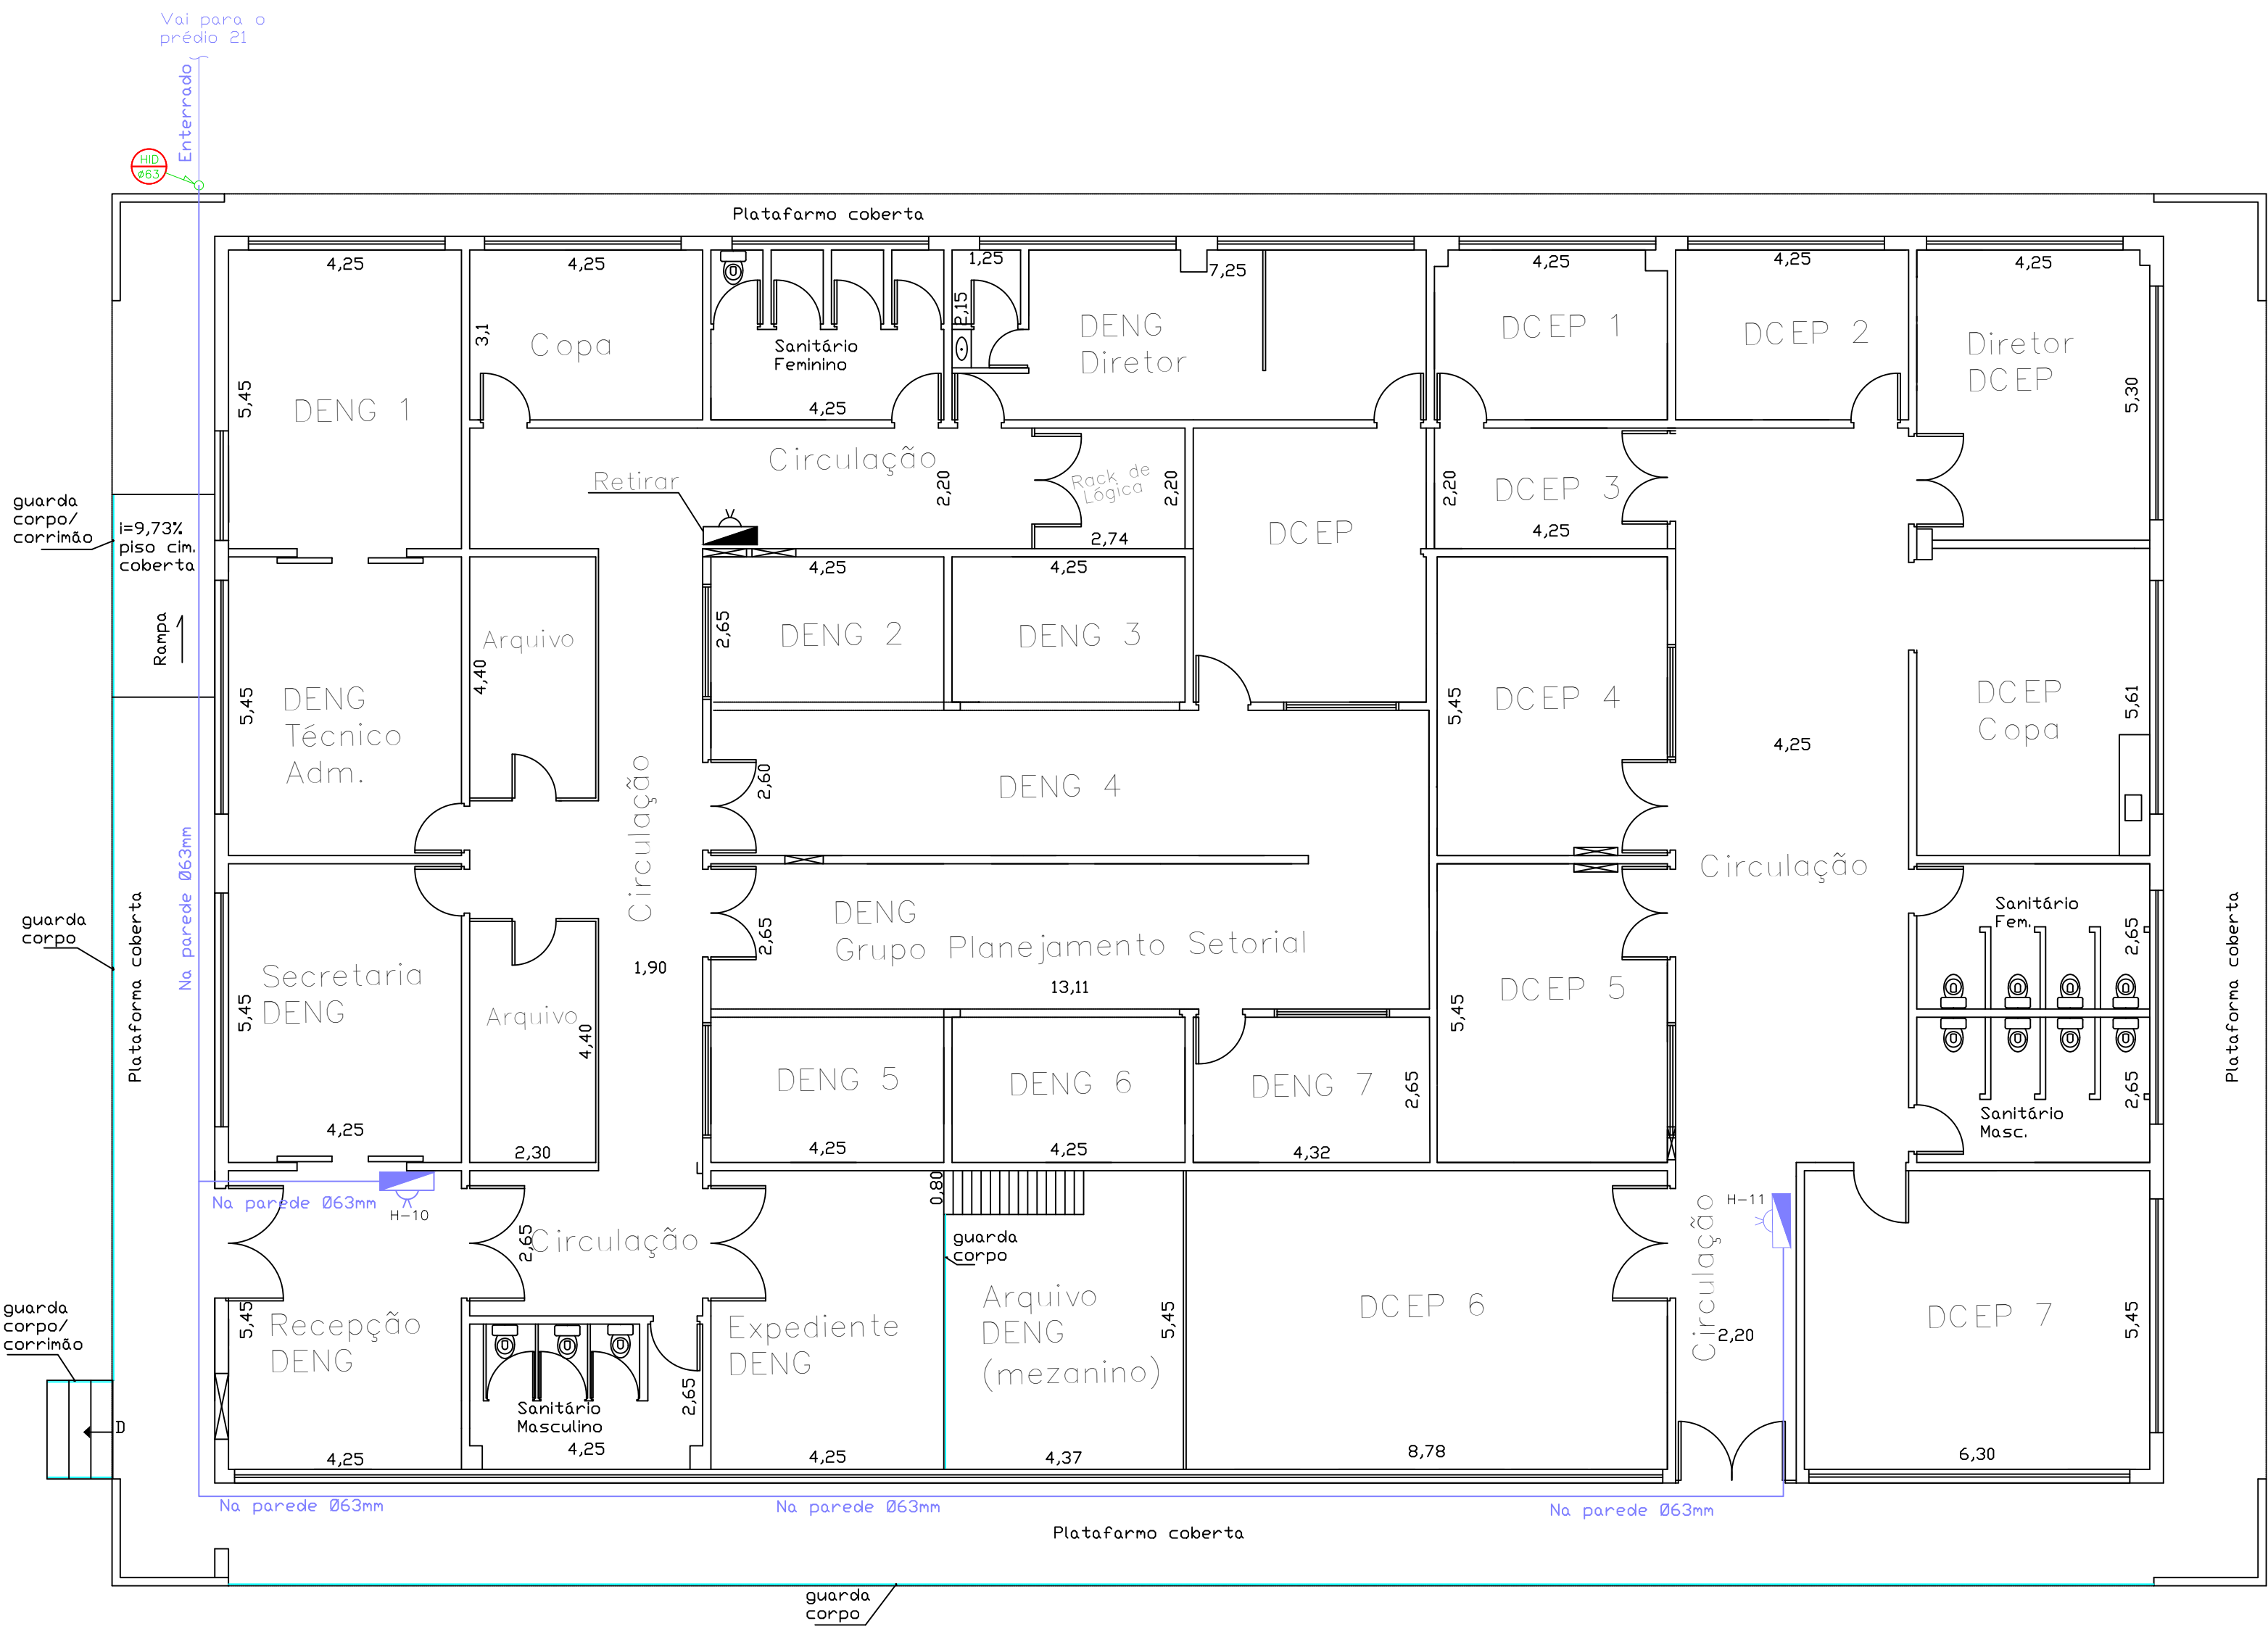 Vai para o
prédio 21
Enterrado
HID
ø63
Plataforma coberta
4,25
4,25
1,25
7,25
4,25
4,25
4,25
5,45
DENG 1
3,1
Copa
Sanitário
Feminino
4,25
2,15
DENG
Diretor
DCEP 1
DCEP 2
Diretor
DCEP
5,30
guarda
corpo/
corrimão
i=9,73%
piso cim.
coberta
Rampa
Retirar
Circulação
2,20
Rack de
Lógica
2,20
2,74
DCEP
2,20
DCEP 3
4,25
4,25
4,25
Arquivo
4,40
2,65
DENG 2
DENG 3
5,45
DENG
Técnico
Adm.
5,45
DCEP 4
4,25
DCEP
Copa
5,61
Circulação
2,60
DENG 4
Na parede Ø63mm
Plataforma coberta
guarda
corpo
Circulação
Plataforma coberta
Sanitário
Fem.
2,65
DENG
Grupo Planejamento Setorial
2,65
13,11
1,90
Secretaria
DENG
5,45
4,25
Arquivo
4,40
2,30
DENG 5
4,25
DENG 6
4,25
DENG 7
4,32
2,65
5,45
DCEP 5
2,65
Sanitário
Masc.
Na parede Ø63mm
H-10
2,65
Circulação
0,80
guarda
corpo
H-11
Circulação
2,20
guarda
corpo/
corrimão
D
5,45
Recepção
DENG
4,25
Sanitário
Masculino
4,25
2,65
Expediente
DENG
4,25
Arquivo
DENG
(mezanino)
4,37
5,45
DCEP 6
8,78
DCEP 7
6,30
5,45
Na parede Ø63mm
Na parede Ø63mm
Na parede Ø63mm
Plataforma coberta
guarda
corpo